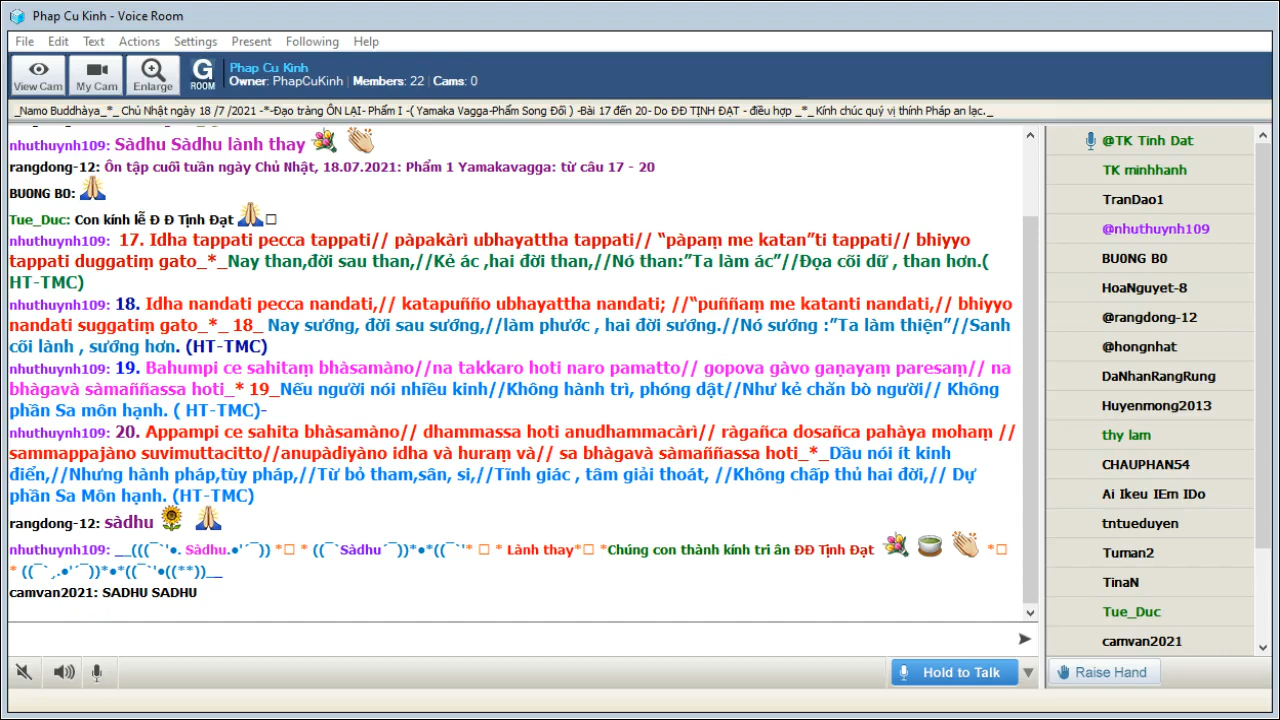 Phap Cu Kinh - Voice Room
File Edit Text Actions Settings Present Following Help
View Cam My Cam Enlarge G ROOM
Phap Cu Kinh
Owner: PhapCuKinh | Members: 22 | Cams: 0
_Namo Buddhàya_*_ Chủ Nhật ngày 18 /7 /2021 -*-Đạo tràng ÔN LẠI- Phẩm I -( Yamaka Vagga-Phẩm Song Đối ) -Bài 17 đến 20- Do ĐĐ TỊNH ĐẠT - điều hợp _*_ Kính chúc quý vị thính Pháp an lạc._
nhuthuynh109: Sàdhu Sàdhu lành thay
rangdong-12: Ôn tập cuối tuần ngày Chủ Nhật, 18.07.2021: Phẩm 1 Yamakavagga: từ câu 17 - 20
BU0NG B0:
Tue_Duc: Con kính lễ Đ Đ Tịnh Đạt
nhuthuynh109: 17. Idha tappati pecca tappati// pàpakàrì ubhayattha tappati// “pàpaṃ me katan”ti tappati// bhiyyo
tappati duggatiṃ gato_*_Nay than,đời sau than,//Kẻ ác ,hai đời than,//Nó than:”Ta làm ác”//Đọa cõi dữ , than hơn.(
HT-TMC)
nhuthuynh109: 18. Idha nandati pecca nandati,// katapuñño ubhayattha nandati; //“puññaṃ me katanti nandati,// bhiyyo
nandati suggatiṃ gato_*_ 18_ Nay sướng, đời sau sướng,//làm phước , hai đời sướng.//Nó sướng :”Ta làm thiện”//Sanh
cõi lành , sướng hơn. (HT-TMC)
nhuthuynh109: 19. Bahumpi ce sahitaṃ bhàsamàno//na takkaro hoti naro pamatto// gopova gàvo gaṇayaṃ paresaṃ// na
bhàgavà sàmaññassa hoti_* 19_Nếu người nói nhiều kinh//Không hành trì, phóng dật//Như kẻ chăn bò người// Không
phần Sa môn hạnh. ( HT-TMC)-
nhuthuynh109: 20. Appampi ce sahita bhàsamàno// dhammassa hoti anudhammacàrì// ràgañca dosañca pahàya mohaṃ //
sammappajàno suvimuttacitto//anupàdiyàno idha và huraṃ và// sa bhàgavà sàmaññassa hoti_*_Dầu nói ít kinh
điển,//Nhưng hành pháp,tùy pháp,//Từ bỏ tham,sân, si,//Tĩnh giác , tâm giải thoát, //Không chấp thủ hai đời,// Dự
phần Sa Môn hạnh. (HT-TMC)
rangdong-12: sàdhu
nhuthuynh109: __(((¯`'•. Sàdhu.•'´¯)) *□ * ((¯`Sàdhu´¯))*•*((¯`'* □ * Lành thay*□ *Chúng con thành kính tri ân ĐĐ Tịnh Đạt *□
* ((¯`¸.•'´¯))*•*((¯`'•((**))__
camvan2021: SADHU SADHU
Hold to Talk
@TK Tinh Dat
TK minhhanh
TranDao1
@nhuthuynh109
BU0NG B0
HoaNguyet-8
@rangdong-12
@hongnhat
DaNhanRangRung
Huyenmong2013
thy lam
CHAUPHAN54
Ai Ikeu IEm IDo
tntueduyen
Tuman2
TinaN
Tue_Duc
camvan2021
Raise Hand